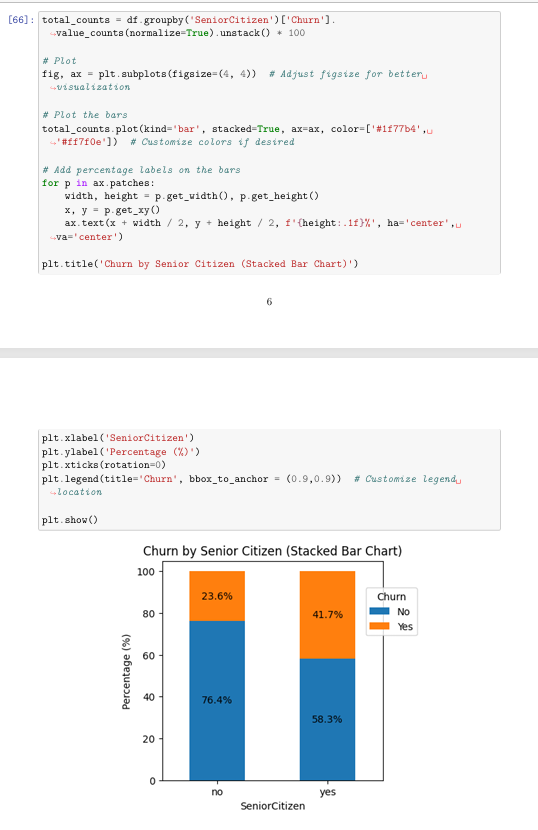 [66]: total_counts = df.groupby('SeniorCitizen')['Churn'].
↪value_counts(normalize=True).unstack() * 100
# Plot
fig, ax = plt.subplots(figsize=(4, 4))  # Adjust figsize for better␣
↪visualization
# Plot the bars
total_counts.plot(kind='bar', stacked=True, ax=ax, color=['#1f77b4',␣
↪'#ff7f0e'])  # Customize colors if desired
# Add percentage labels on the bars
for p in ax.patches:
    width, height = p.get_width(), p.get_height()
    x, y = p.get_xy()
    ax.text(x + width / 2, y + height / 2, f'{height:.1f}%', ha='center',␣
↪va='center')
plt.title('Churn by Senior Citizen (Stacked Bar Chart)')
6
plt.xlabel('SeniorCitizen')
plt.ylabel('Percentage (%)')
plt.xticks(rotation=0)
plt.legend(title='Churn', bbox_to_anchor = (0.9,0.9))  # Customize legend␣
↪location
plt.show()
Churn by Senior Citizen (Stacked Bar Chart)
100
80
60
40
20
0
Percentage (%)
23.6%
76.4%
41.7%
58.3%
Churn
No
Yes
no
yes
SeniorCitizen